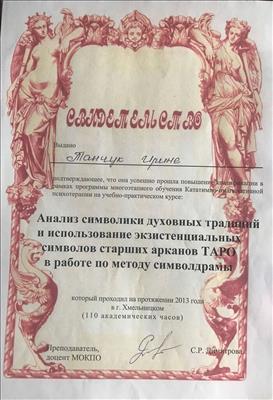 СВИДЕТЕЛЬСТВО
Выдано
Танчук Ирине
подтверждающее, что она успешно прошла повышение квалификации в
рамках программы многоэтапного обучения Кататимно-имагинативной
психотерапии на учебно-практическом курсе:
Анализ символики духовных традиций
и использование экзистенциальных
символов старших арканов ТАРО
в работе по методу символдрамы
который проходил на протяжении 2013 года
в г. Хмельницком
(110 академических часов)
Преподаватель,
доцент МОКПО
С.Р. Димитрова